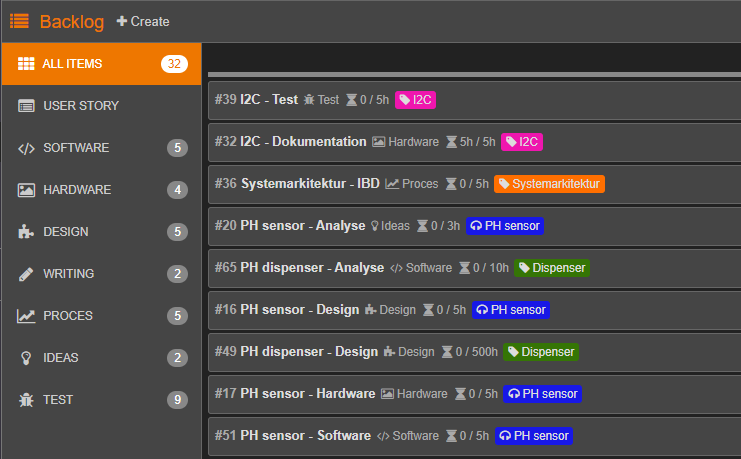 Backlog Create
ALL ITEMS 32
USER STORY
SOFTWARE 5
HARDWARE 4
DESIGN 5
WRITING 2
PROCES 5
IDEAS 2
TEST 9
#39 I2C - Test Test 0 / 5h I2C
#32 I2C - Dokumentation Hardware 5h / 5h I2C
#36 Systemarkitektur - IBD Proces 0 / 5h Systemarkitektur
#20 PH sensor - Analyse Ideas 0 / 3h PH sensor
#65 PH dispenser - Analyse Software 0 / 10h Dispenser
#16 PH sensor - Design Design 0 / 5h PH sensor
#49 PH dispenser - Design Design 0 / 500h Dispenser
#17 PH sensor - Hardware Hardware 0 / 5h PH sensor
#51 PH sensor - Software Software 0 / 5h PH sensor